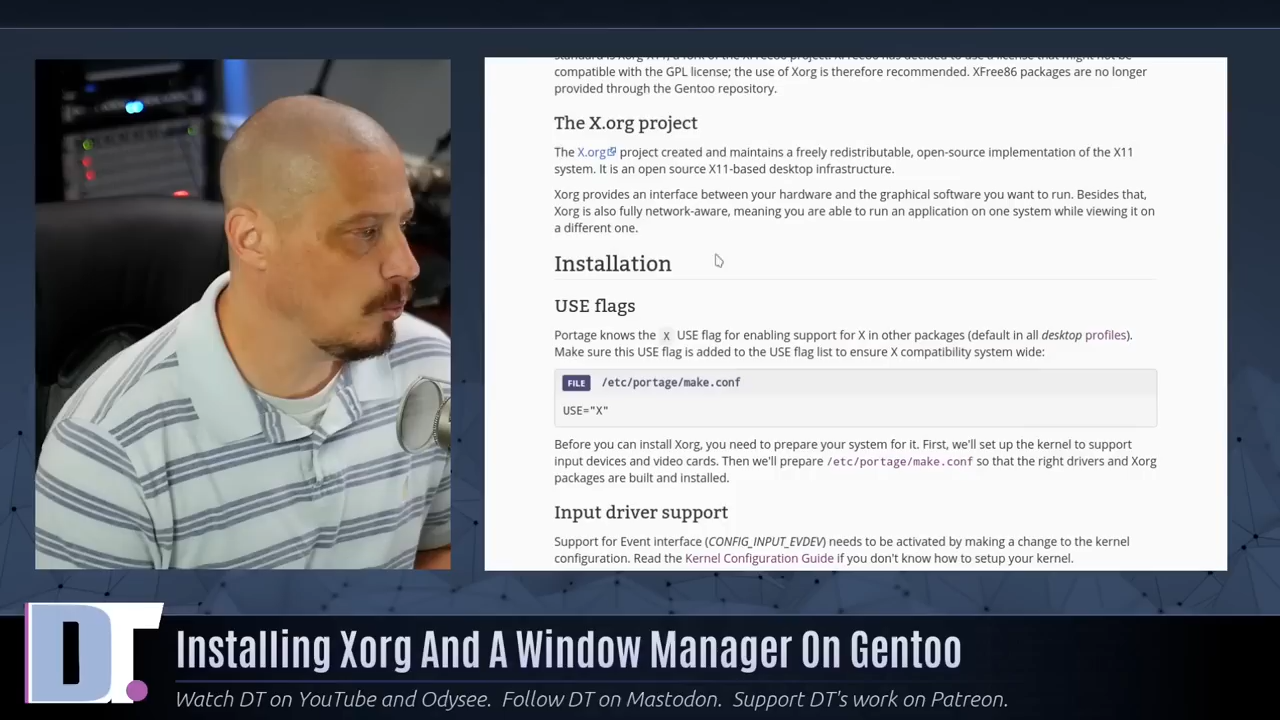 compatible with the GPL license; the use of Xorg is therefore recommended. XFree86 packages are no longer
provided through the Gentoo repository.
The X.org project
The X.org project created and maintains a freely redistributable, open-source implementation of the X11
system. It is an open source X11-based desktop infrastructure.
Xorg provides an interface between your hardware and the graphical software you want to run. Besides that,
Xorg is also fully network-aware, meaning you are able to run an application on one system while viewing it on
a different one.
Installation
USE flags
Portage knows the X USE flag for enabling support for X in other packages (default in all desktop profiles).
Make sure this USE flag is added to the USE flag list to ensure X compatibility system wide:
FILE /etc/portage/make.conf
USE="X"
Before you can install Xorg, you need to prepare your system for it. First, we'll set up the kernel to support
input devices and video cards. Then we'll prepare /etc/portage/make.conf so that the right drivers and Xorg
packages are built and installed.
Input driver support
Support for Event interface (CONFIG_INPUT_EVDEV) needs to be activated by making a change to the kernel
configuration. Read the Kernel Configuration Guide if you don't know how to setup your kernel.
DT.
Installing Xorg And A Window Manager On Gentoo
Watch DT on YouTube and Odysee. Follow DT on Mastodon. Support DT's work on Patreon.